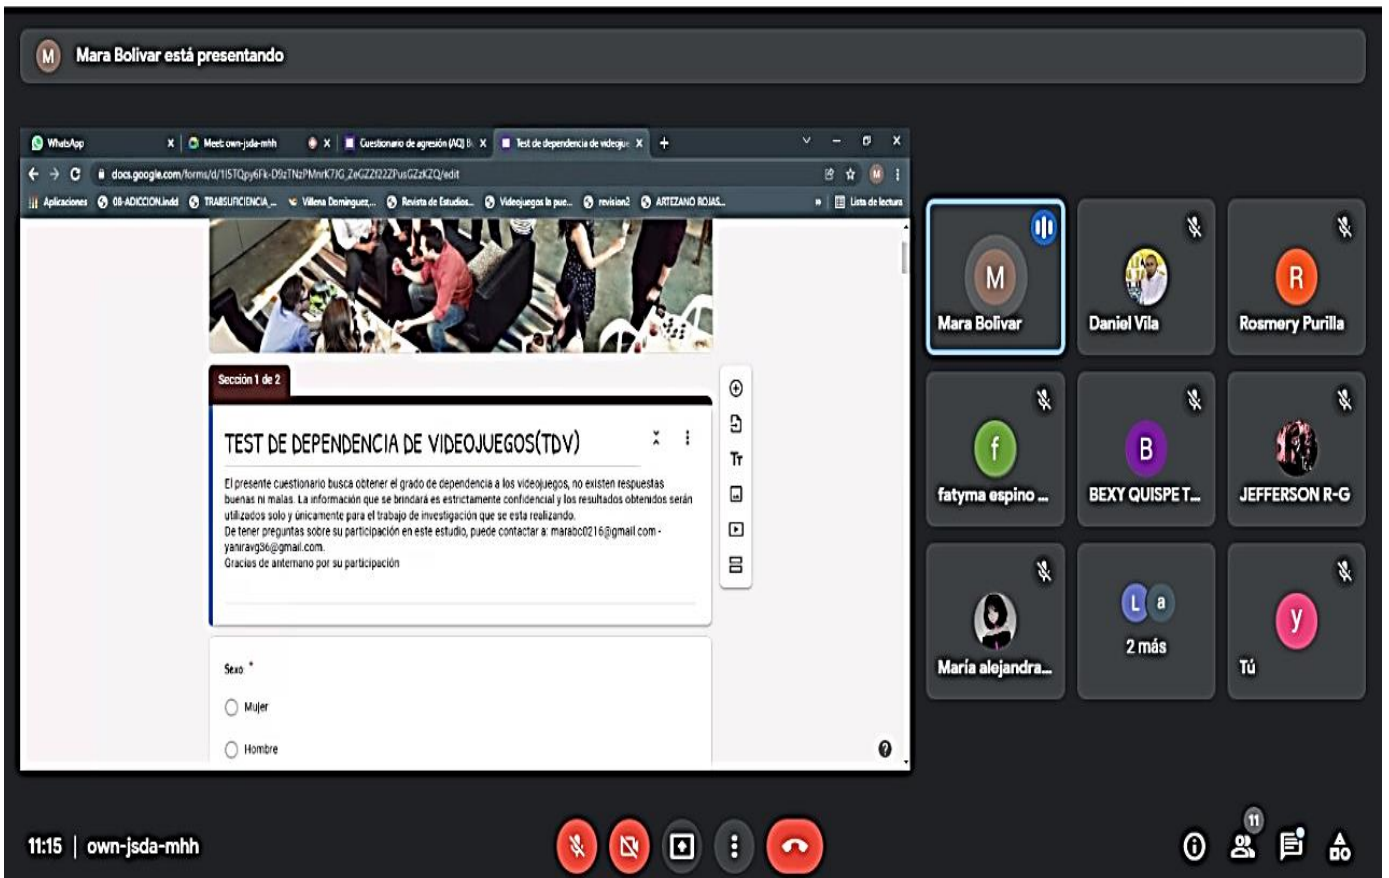 M Mara Bolivar está presentando
WhatsApp
Meet: own-jsda-mhh
Cuestionario de agresión (AQ) B
Test de dependencia de videojue
docs.google.com/forms/d/
/edit
Aplicaciones
08-ADICCION.indd
TRABSUFICIENCIA_...
Villena Dominguez,...
Revista de Estudios...
Videojuegos la pue...
revision2
ARTEZANO ROJAS...
Lista de lectura
Sección 1 de 2
TEST DE DEPENDENCIA DE VIDEOJUEGOS(TDV)
El presente cuestionario busca obtener el grado de dependencia a los videojuegos, no existen respuestas
buenas ni malas. La información que se brindará es estrictamente confidencial y los resultados obtenidos serán
utilizados solo y únicamente para el trabajo de investigación que se esta realizando.
De tener preguntas sobre su participación en este estudio, puede contactar a: marabc0216@gmail.com -
yaniravg36@gmail.com.
Gracias de antemano por su participación
Tr
Sexo *
Mujer
Hombre
M
Mara Bolivar
Daniel Vila
R
Rosmery Purilla
f
fatyma espino ...
B
BEXY QUISPE T...
JEFFERSON R-G
María alejandra...
L a
2 más
y
Tú
11:15 | own-jsda-mhh
11